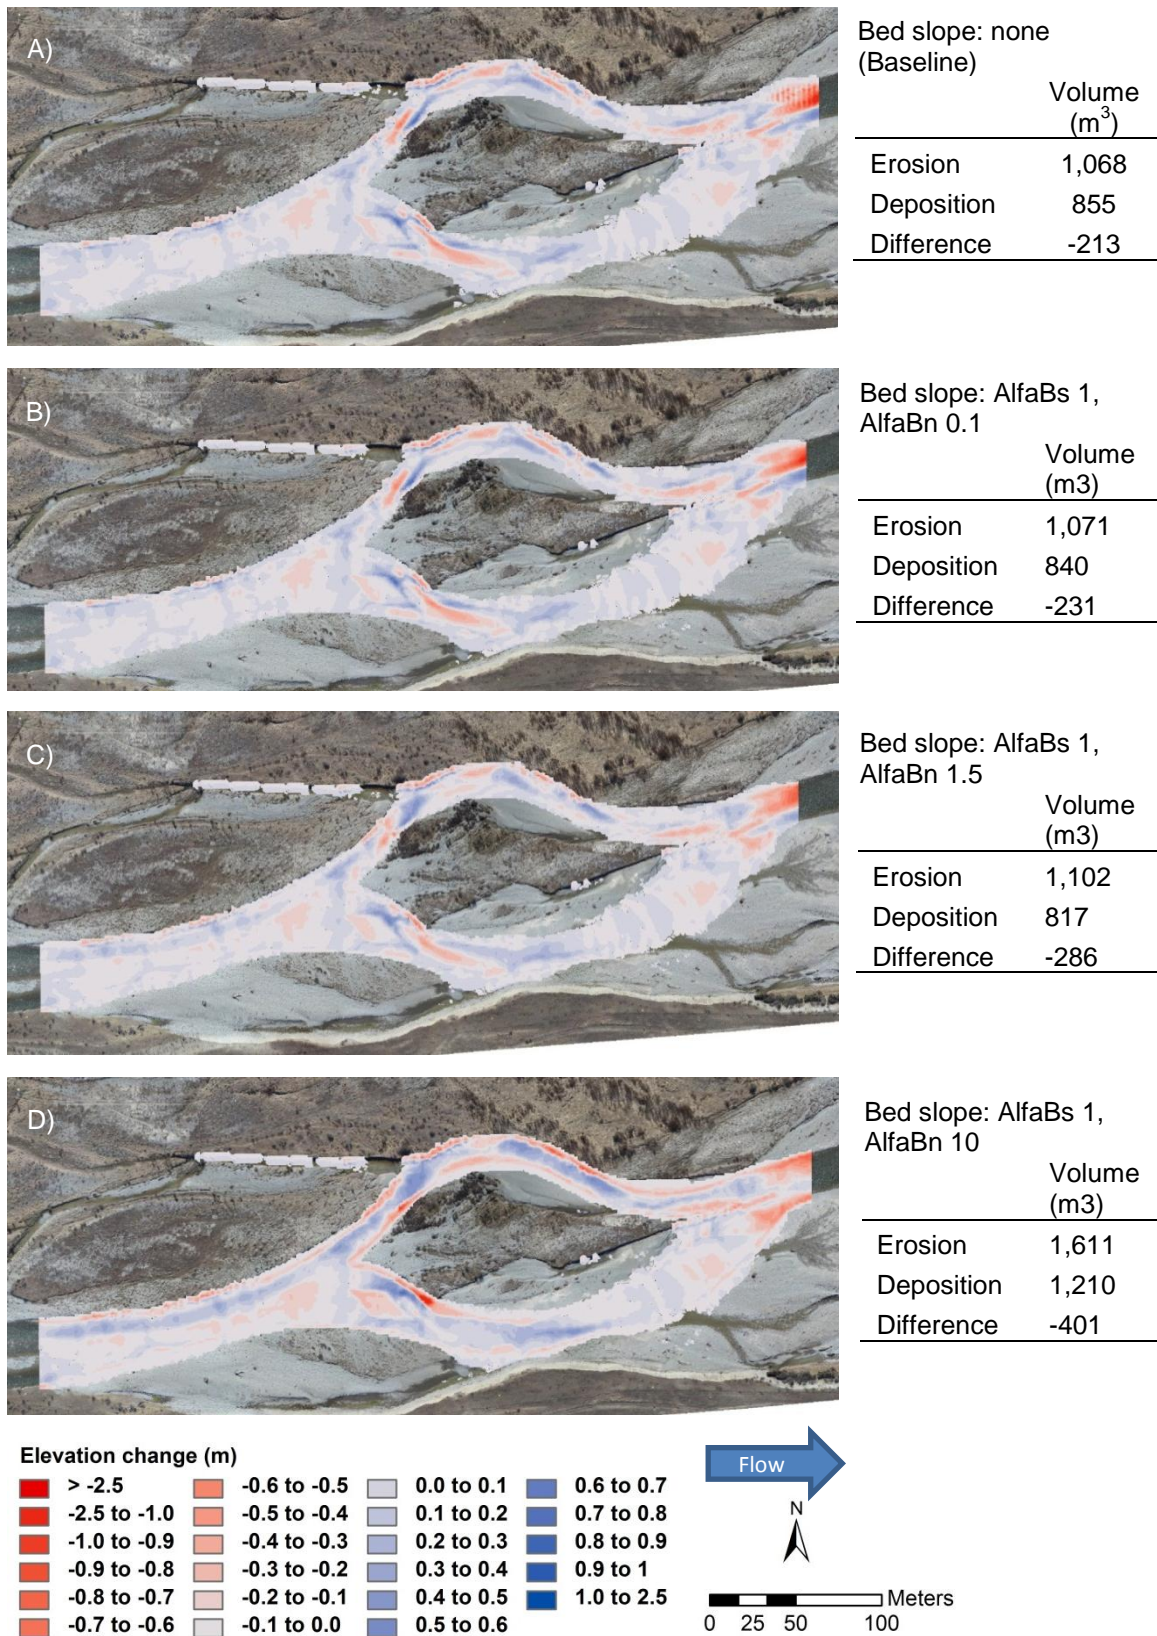 A)
Bed slope: none
(Baseline)
Volume
(m3)
Erosion 1,068
Deposition 855
Difference -213
B)
Bed slope: AlfaBs 1,
AlfaBn 0.1
Volume
(m3)
Erosion 1,071
Deposition 840
Difference -231
C)
Bed slope: AlfaBs 1,
AlfaBn 1.5
Volume
(m3)
Erosion 1,102
Deposition 817
Difference -286
D)
Bed slope: AlfaBs 1,
AlfaBn 10
Volume
(m3)
Erosion 1,611
Deposition 1,210
Difference -401
Elevation change (m)
> -2.5 -0.6 to -0.5 0.0 to 0.1 0.6 to 0.7
-2.5 to -1.0 -0.5 to -0.4 0.1 to 0.2 0.7 to 0.8
-1.0 to -0.9 -0.4 to -0.3 0.2 to 0.3 0.8 to 0.9
-0.9 to -0.8 -0.3 to -0.2 0.3 to 0.4 0.9 to 1
-0.8 to -0.7 -0.2 to -0.1 0.4 to 0.5 1.0 to 2.5
-0.7 to -0.6 -0.1 to 0.0 0.5 to 0.6
Flow
N
Meters
0 25 50 100